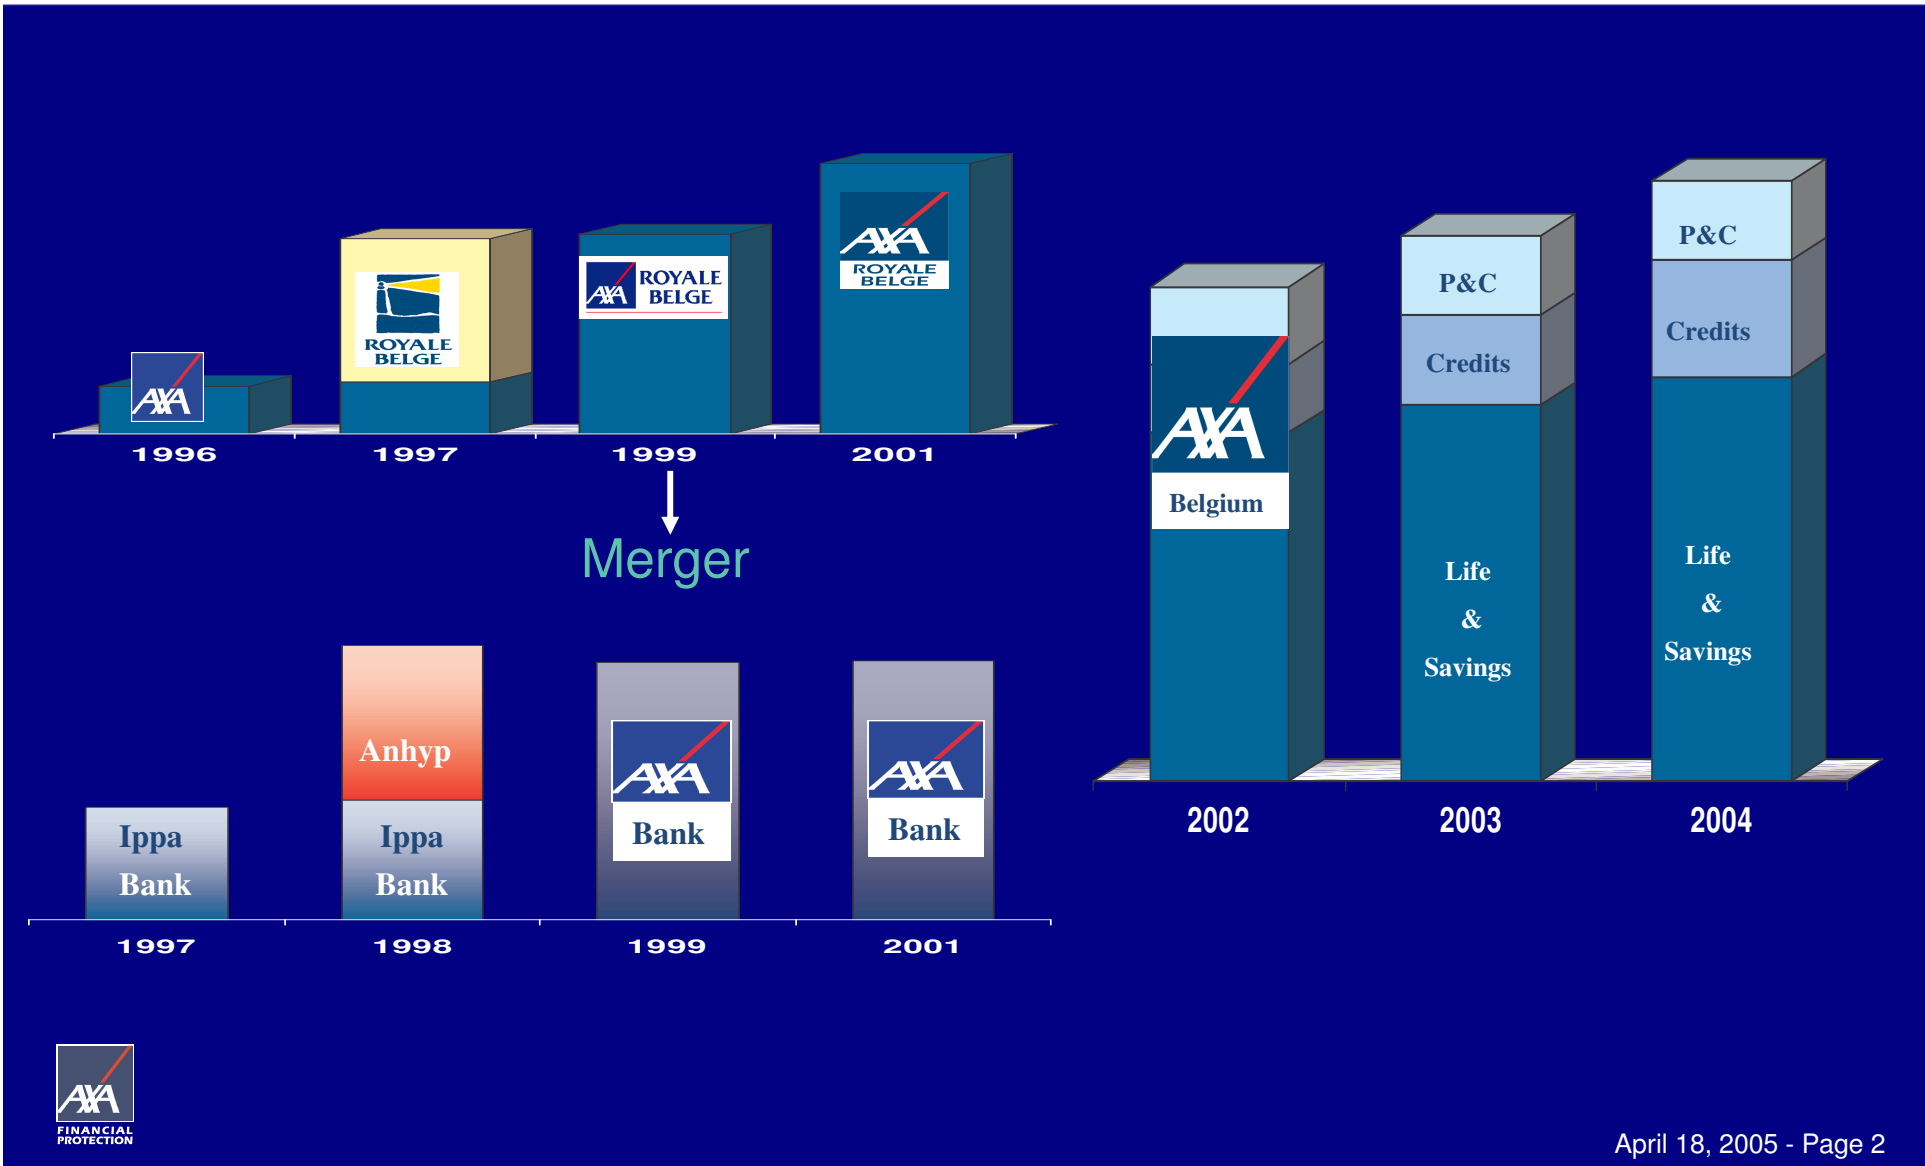 AXA
ROYALE
BELGE
AXA
ROYALE
BELGE
AXA
ROYALE
BELGE
1996
1997
1999
2001
Merger
Ippa
Bank
Anhyp
Ippa
Bank
AXA
Bank
AXA
Bank
1997
1998
1999
2001
AXA
Belgium
P&C
Credits
Life
&
Savings
P&C
Credits
Life
&
Savings
2002
2003
2004
AXA
FINANCIAL
PROTECTION
April 18, 2005 - Page 2